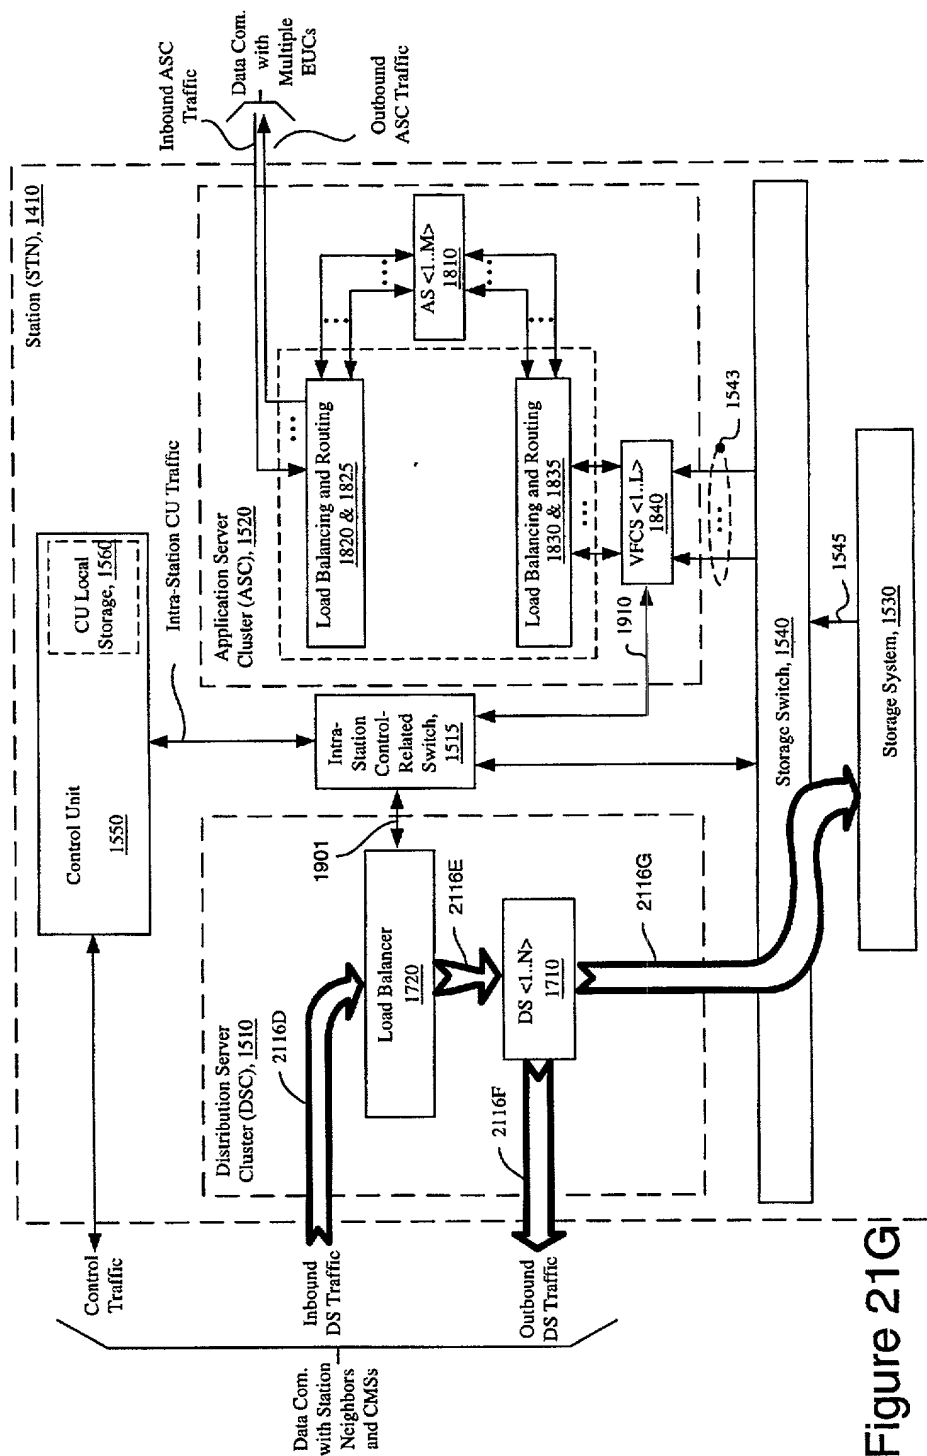 Station (STN), 1410
Control Unit
1550
CU Local
Storage, 1560
Control
Traffic
Intra-Station CU Traffic
Inbound ASC
Traffic
Data Com.
with
Multiple
EUCs
Outbound
ASC Traffic
Distribution Server
Cluster (DSC), 1510
2116D
Load Balancer
1720
1901
2116E
DS <1..N>
1710
2116F
2116G
Intra-
Station
Control-
Related
Switch,
1515
Application Server
Cluster (ASC), 1520
Load Balancing and Routing
1820 & 1825
AS <1..M>
1810
Load Balancing and Routing
1830 & 1835
1910
VFCS <1..L>
1840
1543
Storage Switch, 1540
1545
Storage System, 1530
Inbound
DS Traffic
Outbound
DS Traffic
Data Com.
with Station
Neighbors
and CMSs
Figure 21G